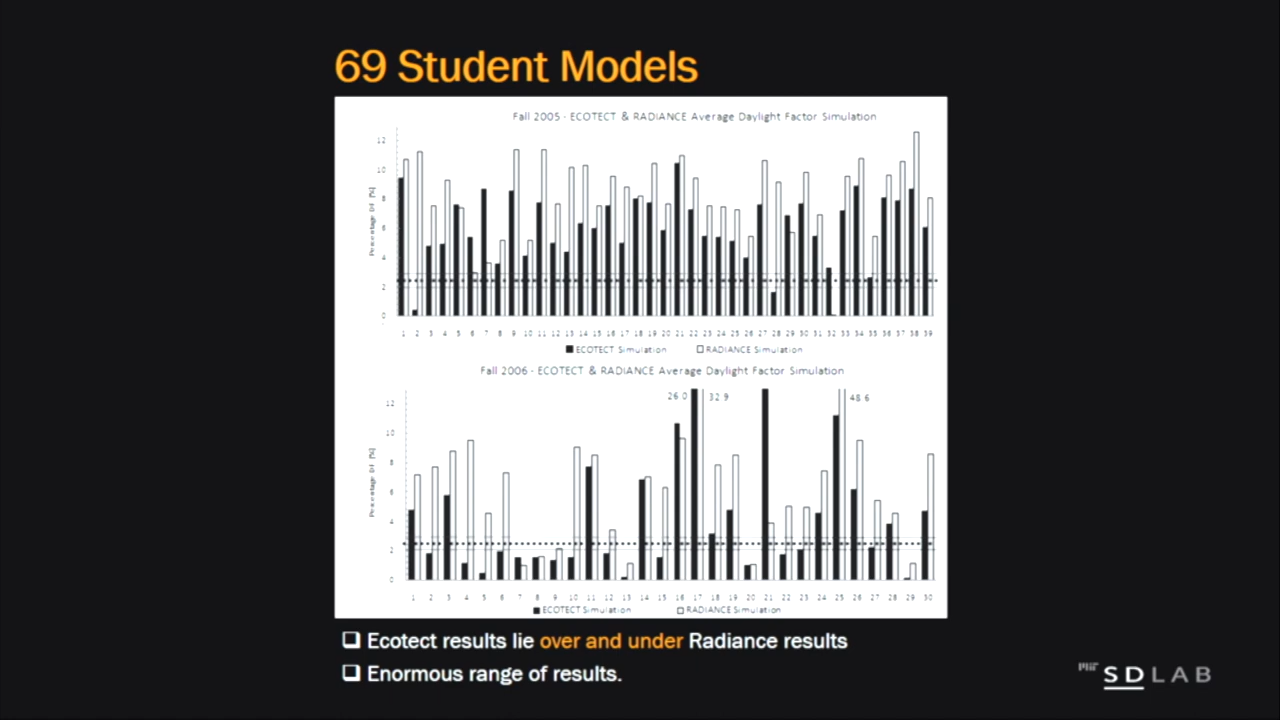 69 Student Models
Fall 2005 - ECOTECT & RADIANCE Average Daylight Factor Simulation
12
10
8
6
4
2
0
Percentage DF [%]
1 2 3 4 5 6 7 8 9 10 11 12 13 14 15 16 17 18 19 20 21 22 23 24 25 26 27 28 29 30 31 32 33 34 35 36 37 38 39
ECOTECT Simulation RADIANCE Simulation
Fall 2006 - ECOTECT & RADIANCE Average Daylight Factor Simulation
26.0 32.9 48.6
12
10
8
6
4
2
0
Percentage DF [%]
1 2 3 4 5 6 7 8 9 10 11 12 13 14 15 16 17 18 19 20 21 22 23 24 25 26 27 28 29 30
ECOTECT Simulation RADIANCE Simulation
Ecotect results lie over and under Radiance results
Enormous range of results.
MIT SDLAB